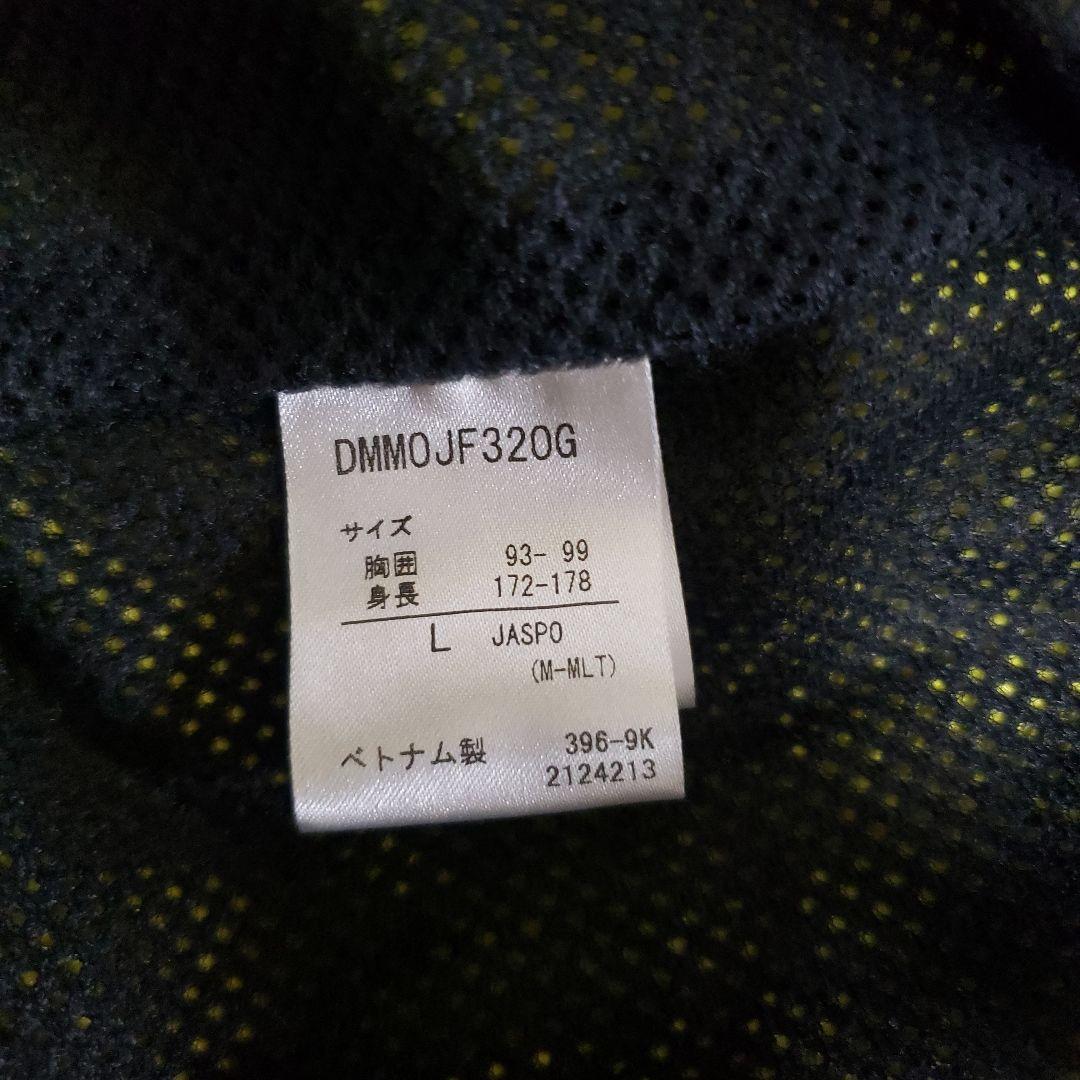 DMMOJF320G
サイズ
胸囲 93- 99
身長 172-178
L JASPO
(M-MLT)
ベトナム製 396-9K
2124213